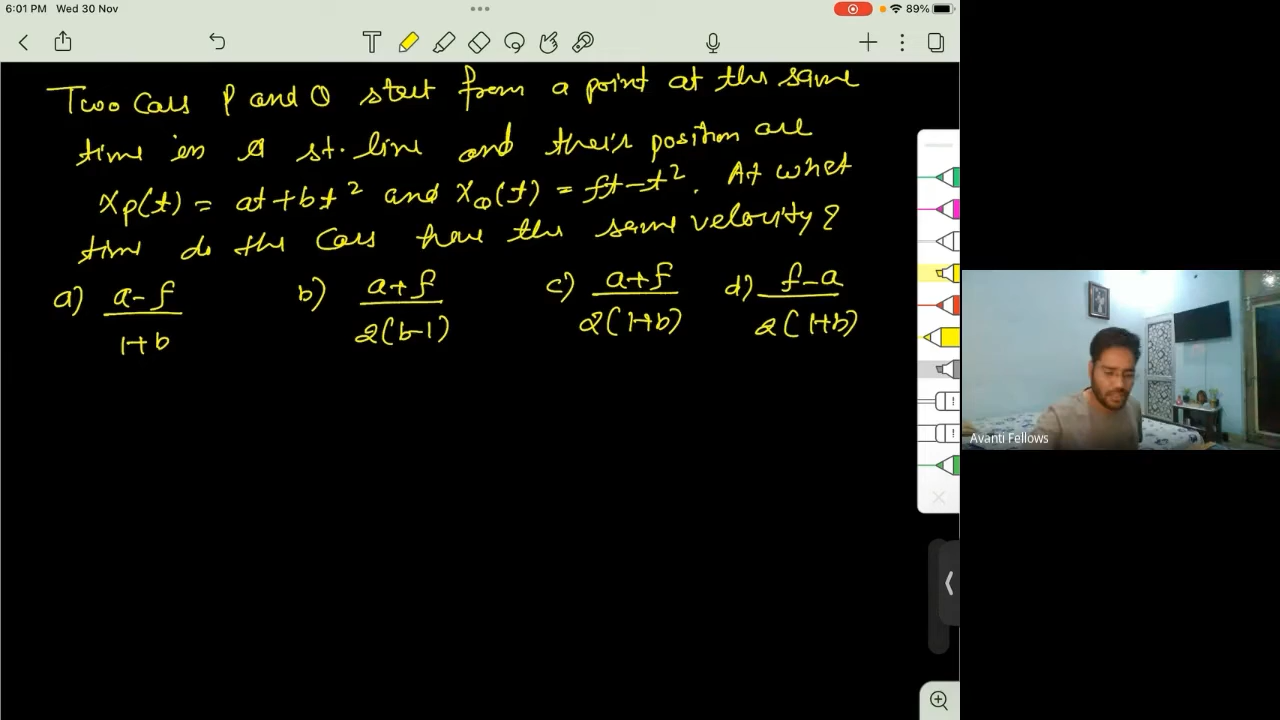 6:01 PM Wed 30 Nov
89%
T
Two Cars P and Q start from a point at the same
time in a st. line and their position are
xP(t) = at + bt² and xQ(t) = ft - t². At what
time do the Cars have the same velocity?
a) a-f / 1+b b) a+f / 2(b-1) c) a+f / 2(1+b) d) f-a / 2(1+b)
Avanti Fellows